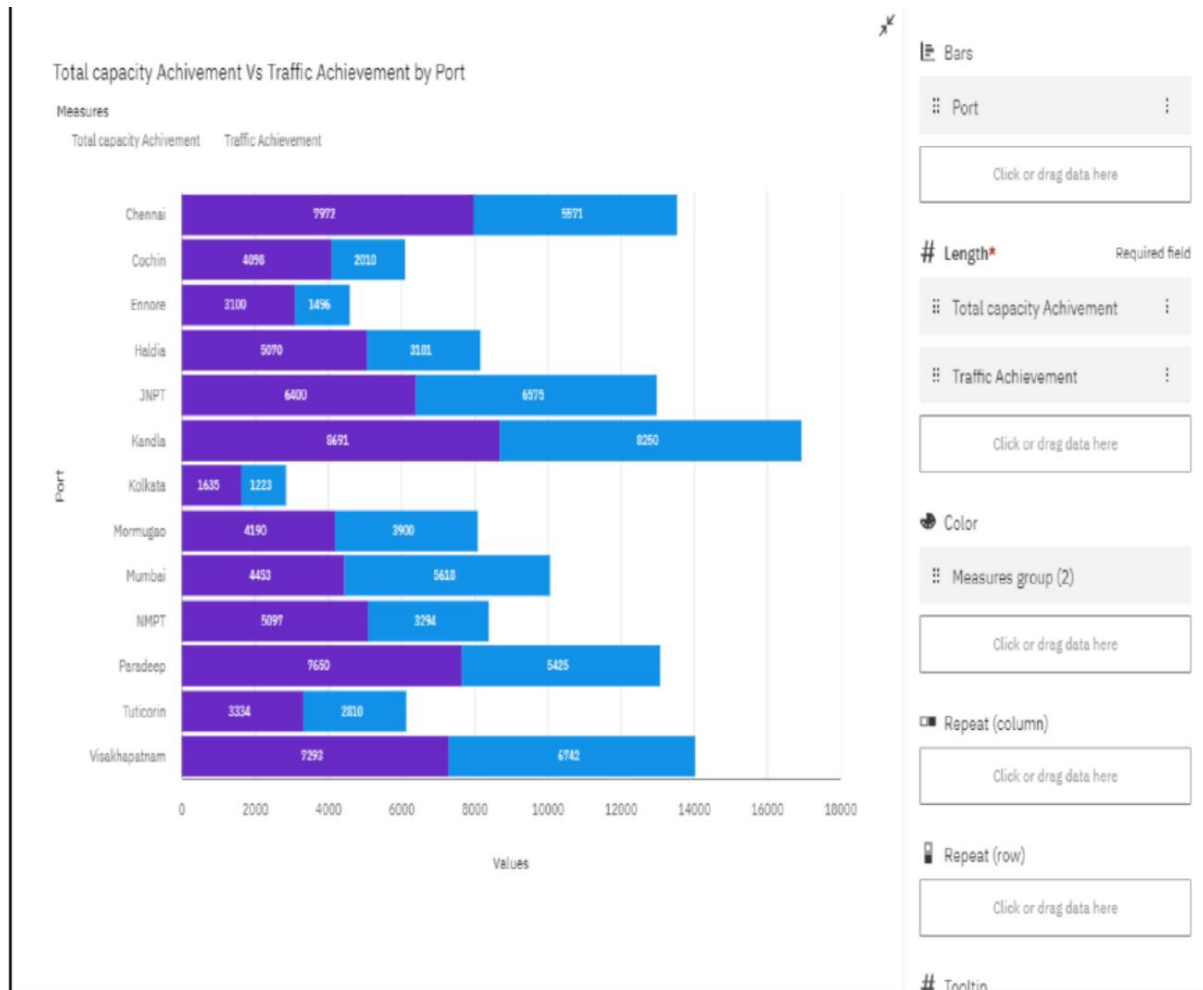 Total capacity Achivement Vs Traffic Achievement by Port
Measures
Total capacity Achivement Traffic Achievement
Port
Chennai 7972 5571
Cochin 4098 2010
Ennore 3100 1496
Haldia 5070 3101
JNPT 6400 6575
Kandla 8691 8250
Kolkata 1635 1223
Mormugao 4190 3900
Mumbai 4453 5618
NMPT 5097 3294
Paradeep 7650 5425
Tuticorin 3334 2810
Visakhapatnam 7293 6742
0 2000 4000 6000 8000 10000 12000 14000 16000 18000
Values
Bars
Port
Click or drag data here
# Length* Required field
Total capacity Achivement
Traffic Achievement
Click or drag data here
Color
Measures group (2)
Click or drag data here
Repeat (column)
Click or drag data here
Repeat (row)
Click or drag data here
# Tooltip